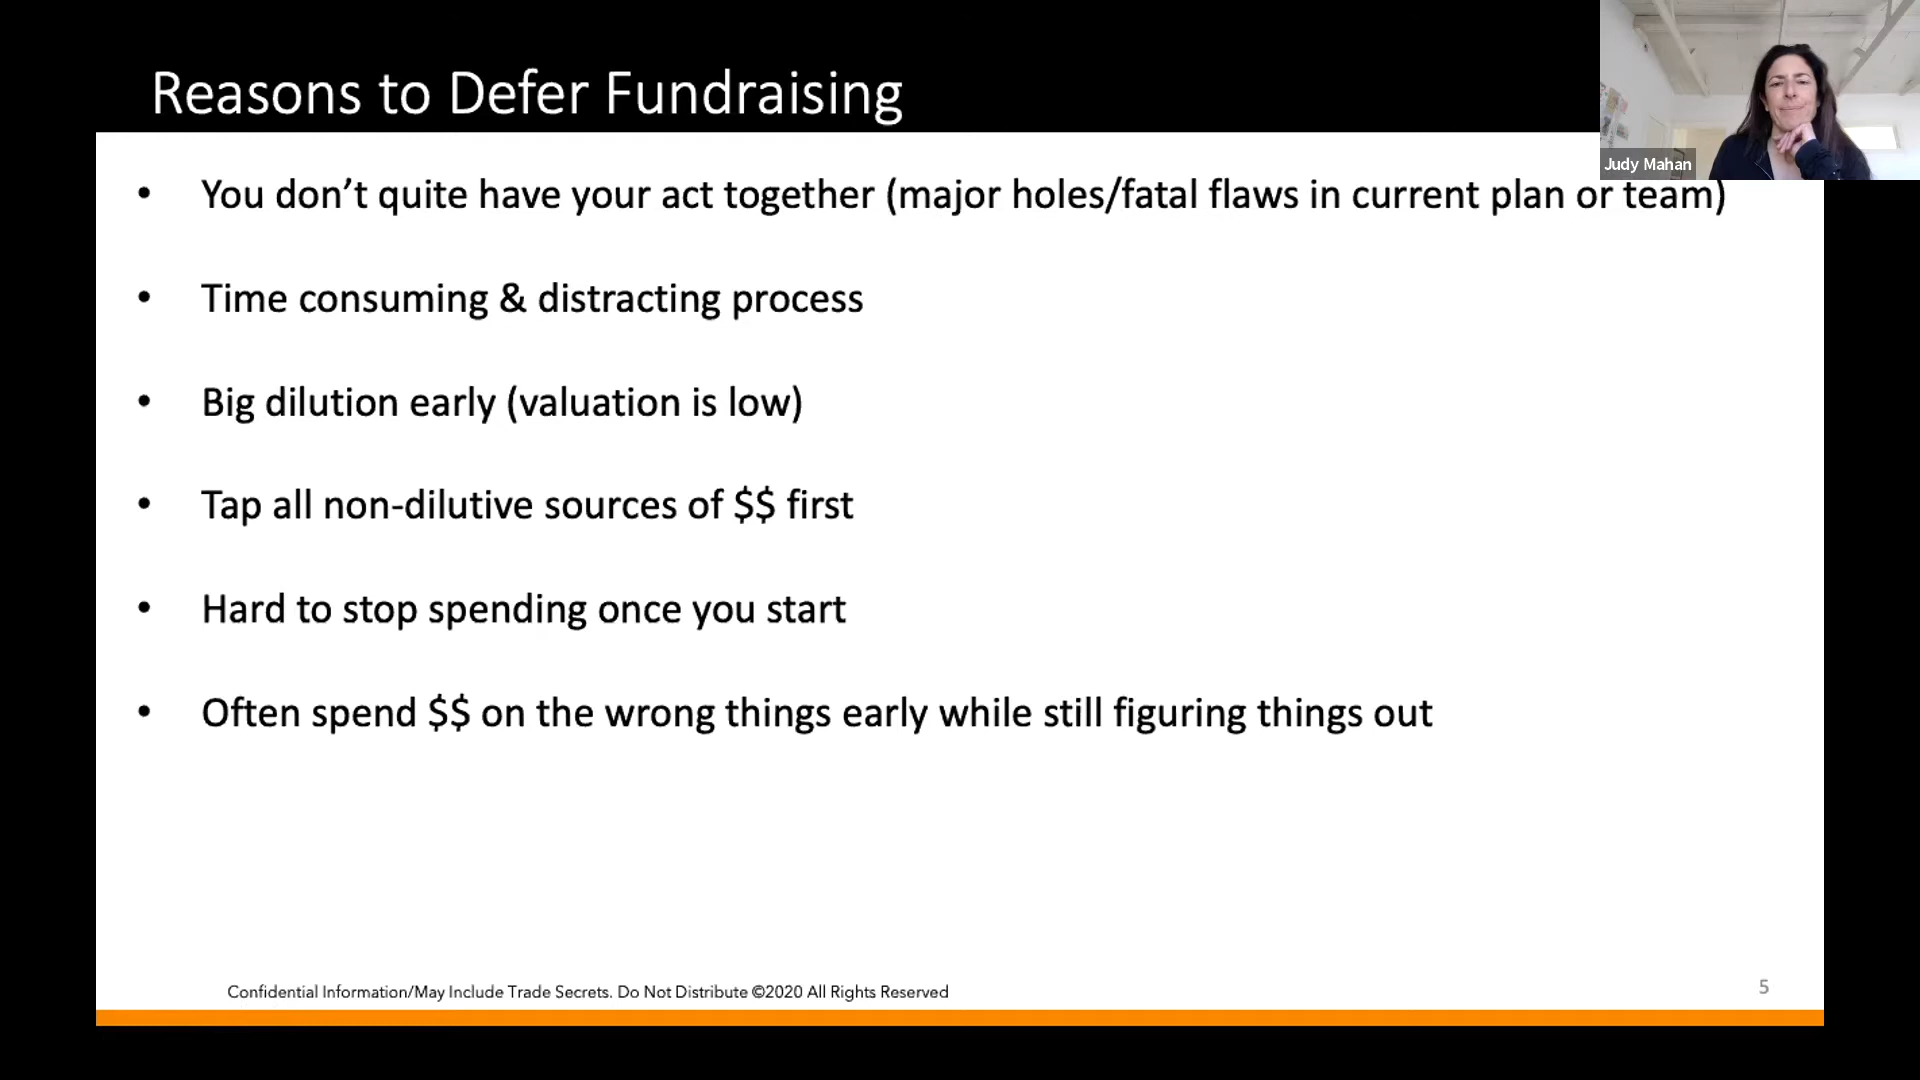 Reasons to Defer Fundraising
Judy Mahan
• You don’t quite have your act together (major holes/fatal flaws in current plan or team)
• Time consuming & distracting process
• Big dilution early (valuation is low)
• Tap all non-dilutive sources of $$ first
• Hard to stop spending once you start
• Often spend $$ on the wrong things early while still figuring things out
Confidential Information/May Include Trade Secrets. Do Not Distribute ©2020 All Rights Reserved
5